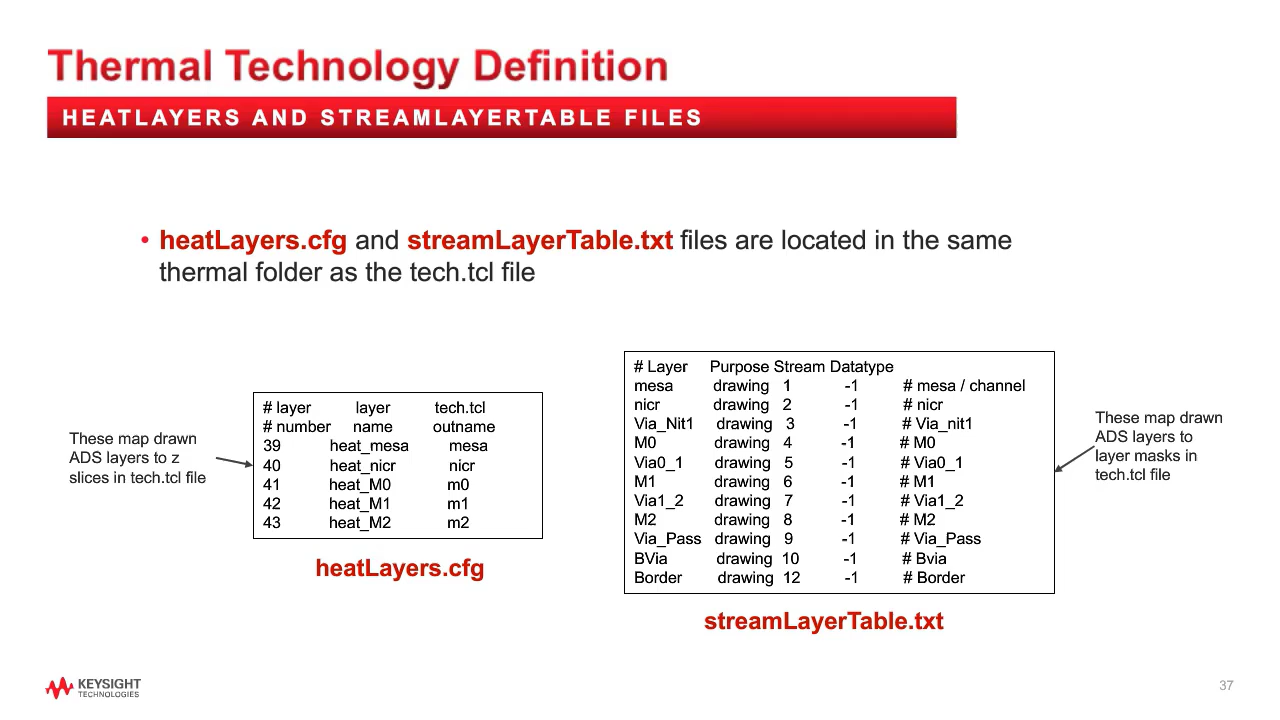 Thermal Technology Definition
HEATLAYERS AND STREAMLAYERTABLE FILES
• heatLayers.cfg and streamLayerTable.txt files are located in the same
thermal folder as the tech.tcl file
These map drawn
ADS layers to z
slices in tech.tcl file
# layer layer tech.tcl
# number name outname
39 heat_mesa mesa
40 heat_nicr nicr
41 heat_M0 m0
42 heat_M1 m1
43 heat_M2 m2
heatLayers.cfg
# Layer Purpose Stream Datatype
mesa drawing 1 -1 # mesa / channel
nicr drawing 2 -1 # nicr
Via_Nit1 drawing 3 -1 # Via_nit1
M0 drawing 4 -1 # M0
Via0_1 drawing 5 -1 # Via0_1
M1 drawing 6 -1 # M1
Via1_2 drawing 7 -1 # Via1_2
M2 drawing 8 -1 # M2
Via_Pass drawing 9 -1 # Via_Pass
BVia drawing 10 -1 # Bvia
Border drawing 12 -1 # Border
streamLayerTable.txt
These map drawn
ADS layers to
layer masks in
tech.tcl file
KEYSIGHT
TECHNOLOGIES
37